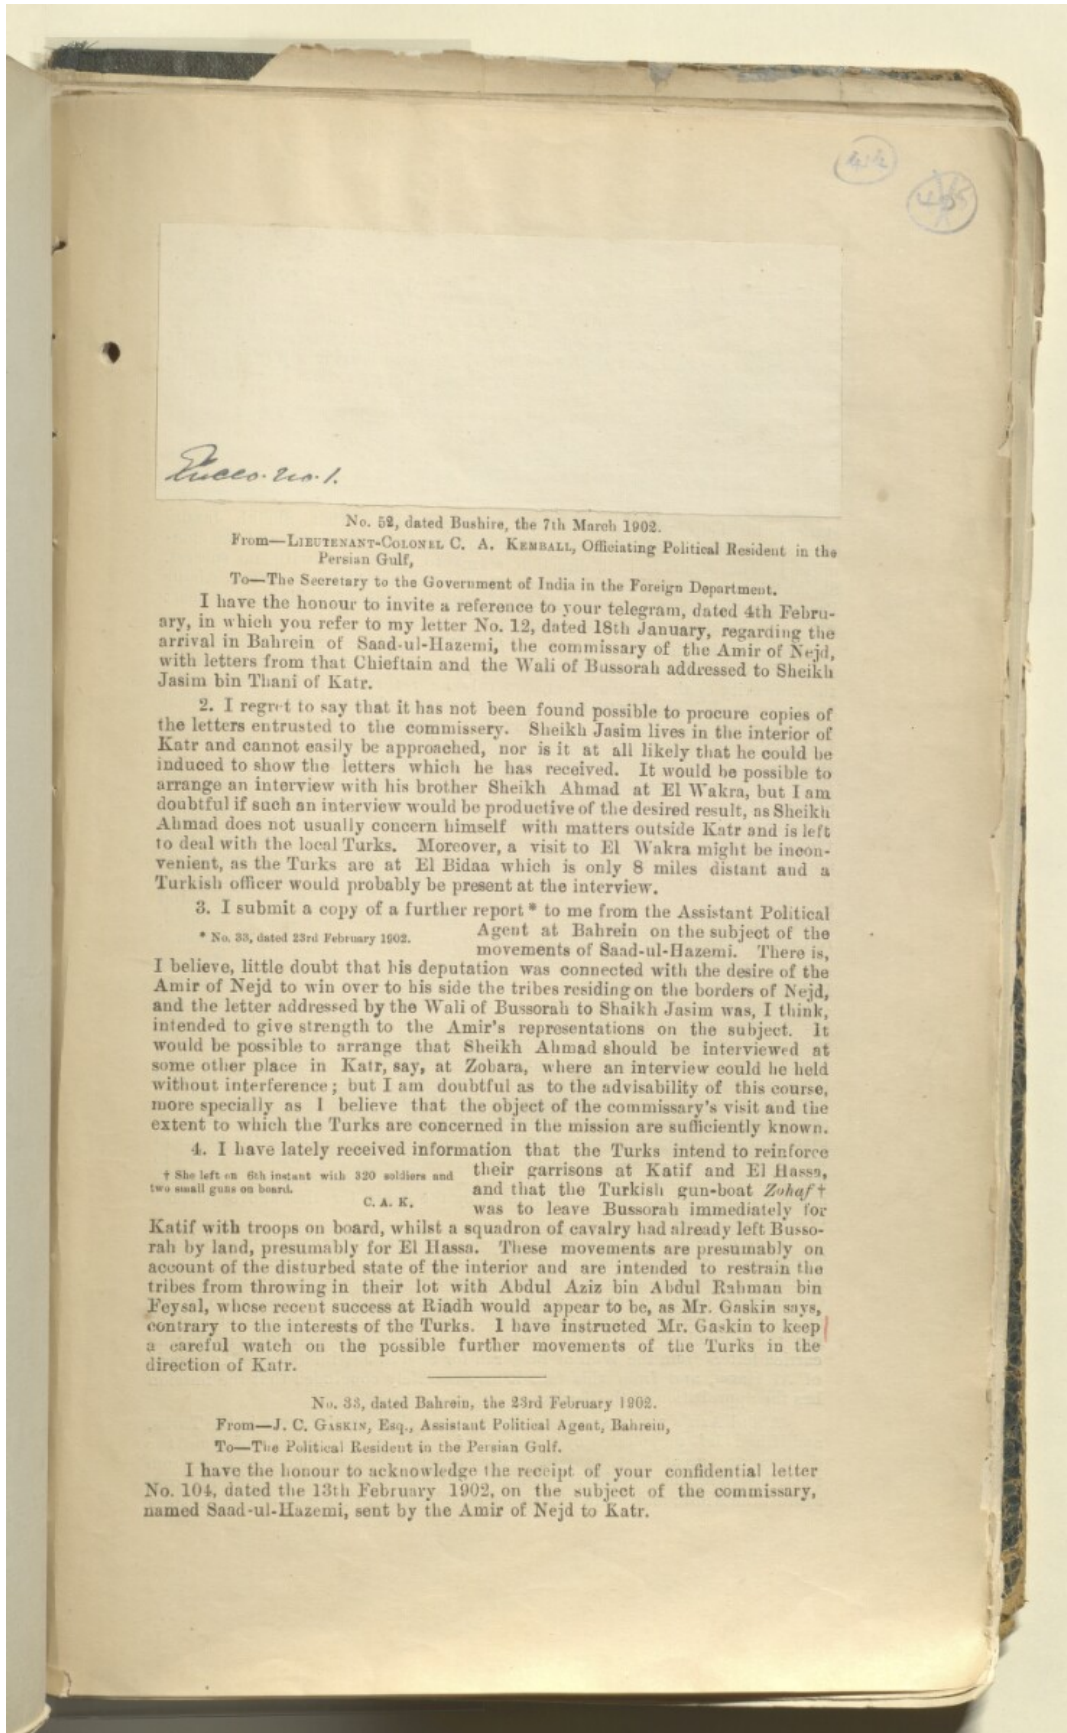 Enclo. no. 1.
No. 52, dated Bushire, the 7th March 1902.
From—LIEUTENANT-COLONEL C. A. KEMBALL, Officiating Political Resident in the
Persian Gulf,
To—The Secretary to the Government of India in the Foreign Department.
I have the honour to invite a reference to your telegram, dated 4th Febru-
ary, in which you refer to my letter No. 12, dated 18th January, regarding the
arrival in Bahrein of Saad-ul-Hazemi, the commissary of the Amir of Nejd,
with letters from that Chieftain and the Wali of Bussorah addressed to Sheikh
Jasim bin Thani of Katr.
2. I regret to say that it has not been found possible to procure copies of
the letters entrusted to the commissery. Sheikh Jasim lives in the interior of
Katr and cannot easily be approached, nor is it at all likely that he could be
induced to show the letters which he has received. It would be possible to
arrange an interview with his brother Sheikh Ahmad at El Wakra, but I am
doubtful if such an interview would be productive of the desired result, as Sheikh
Ahmad does not usually concern himself with matters outside Katr and is left
to deal with the local Turks. Moreover, a visit to El Wakra might be incon-
venient, as the Turks are at El Bidaa which is only 8 miles distant and a
Turkish officer would probably be present at the interview.
3. I submit a copy of a further report * to me from the Assistant Political
* No. 33, dated 23rd February 1902.
Agent at Bahrein on the subject of the
movements of Saad-ul-Hazemi. There is,
I believe, little doubt that his deputation was connected with the desire of the
Amir of Nejd to win over to his side the tribes residing on the borders of Nejd,
and the letter addressed by the Wali of Bussorah to Shaikh Jasim was, I think,
intended to give strength to the Amir's representations on the subject. It
would be possible to arrange that Sheikh Ahmad should be interviewed at
some other place in Katr, say, at Zobara, where an interview could be held
without interference; but I am doubtful as to the advisability of this course,
more specially as I believe that the object of the commissary's visit and the
extent to which the Turks are concerned in the mission are sufficiently known.
4. I have lately received information that the Turks intend to reinforce
† She left on 6th instant with 320 soldiers and
two small guns on board.
C. A. K.
their garrisons at Katif and El Hassa,
and that the Turkish gun-boat Zohaf †
was to leave Bussorah immediately for
Katif with troops on board, whilst a squadron of cavalry had already left Busso-
rah by land, presumably for El Hassa. These movements are presumably on
account of the disturbed state of the interior and are intended to restrain the
tribes from throwing in their lot with Abdul Aziz bin Abdul Rahman bin
Feysal, whose recent success at Riadh would appear to be, as Mr. Gaskin says,
contrary to the interests of the Turks. I have instructed Mr. Gaskin to keep
a careful watch on the possible further movements of the Turks in the
direction of Katr.
No. 33, dated Bahrein, the 23rd February 1902.
From—J. C. GASKIN, Esq., Assistant Political Agent, Bahrein,
To—The Political Resident in the Persian Gulf.
I have the honour to acknowledge the receipt of your confidential letter
No. 104, dated the 13th February 1902, on the subject of the commissary,
named Saad-ul-Hazemi, sent by the Amir of Nejd to Katr.